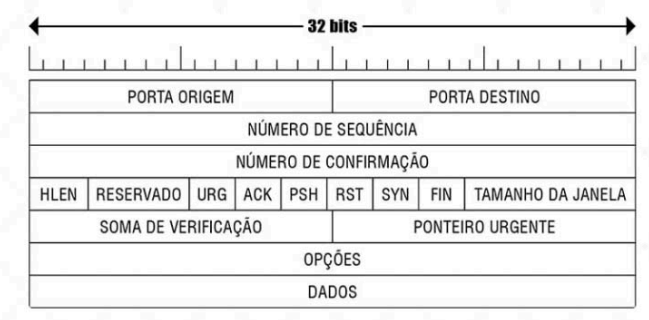 32 bits
PORTA ORIGEM PORTA DESTINO
NÚMERO DE SEQUÊNCIA
NÚMERO DE CONFIRMAÇÃO
HLEN RESERVADO URG ACK PSH RST SYN FIN TAMANHO DA JANELA
SOMA DE VERIFICAÇÃO PONTEIRO URGENTE
OPÇÕES
DADOS